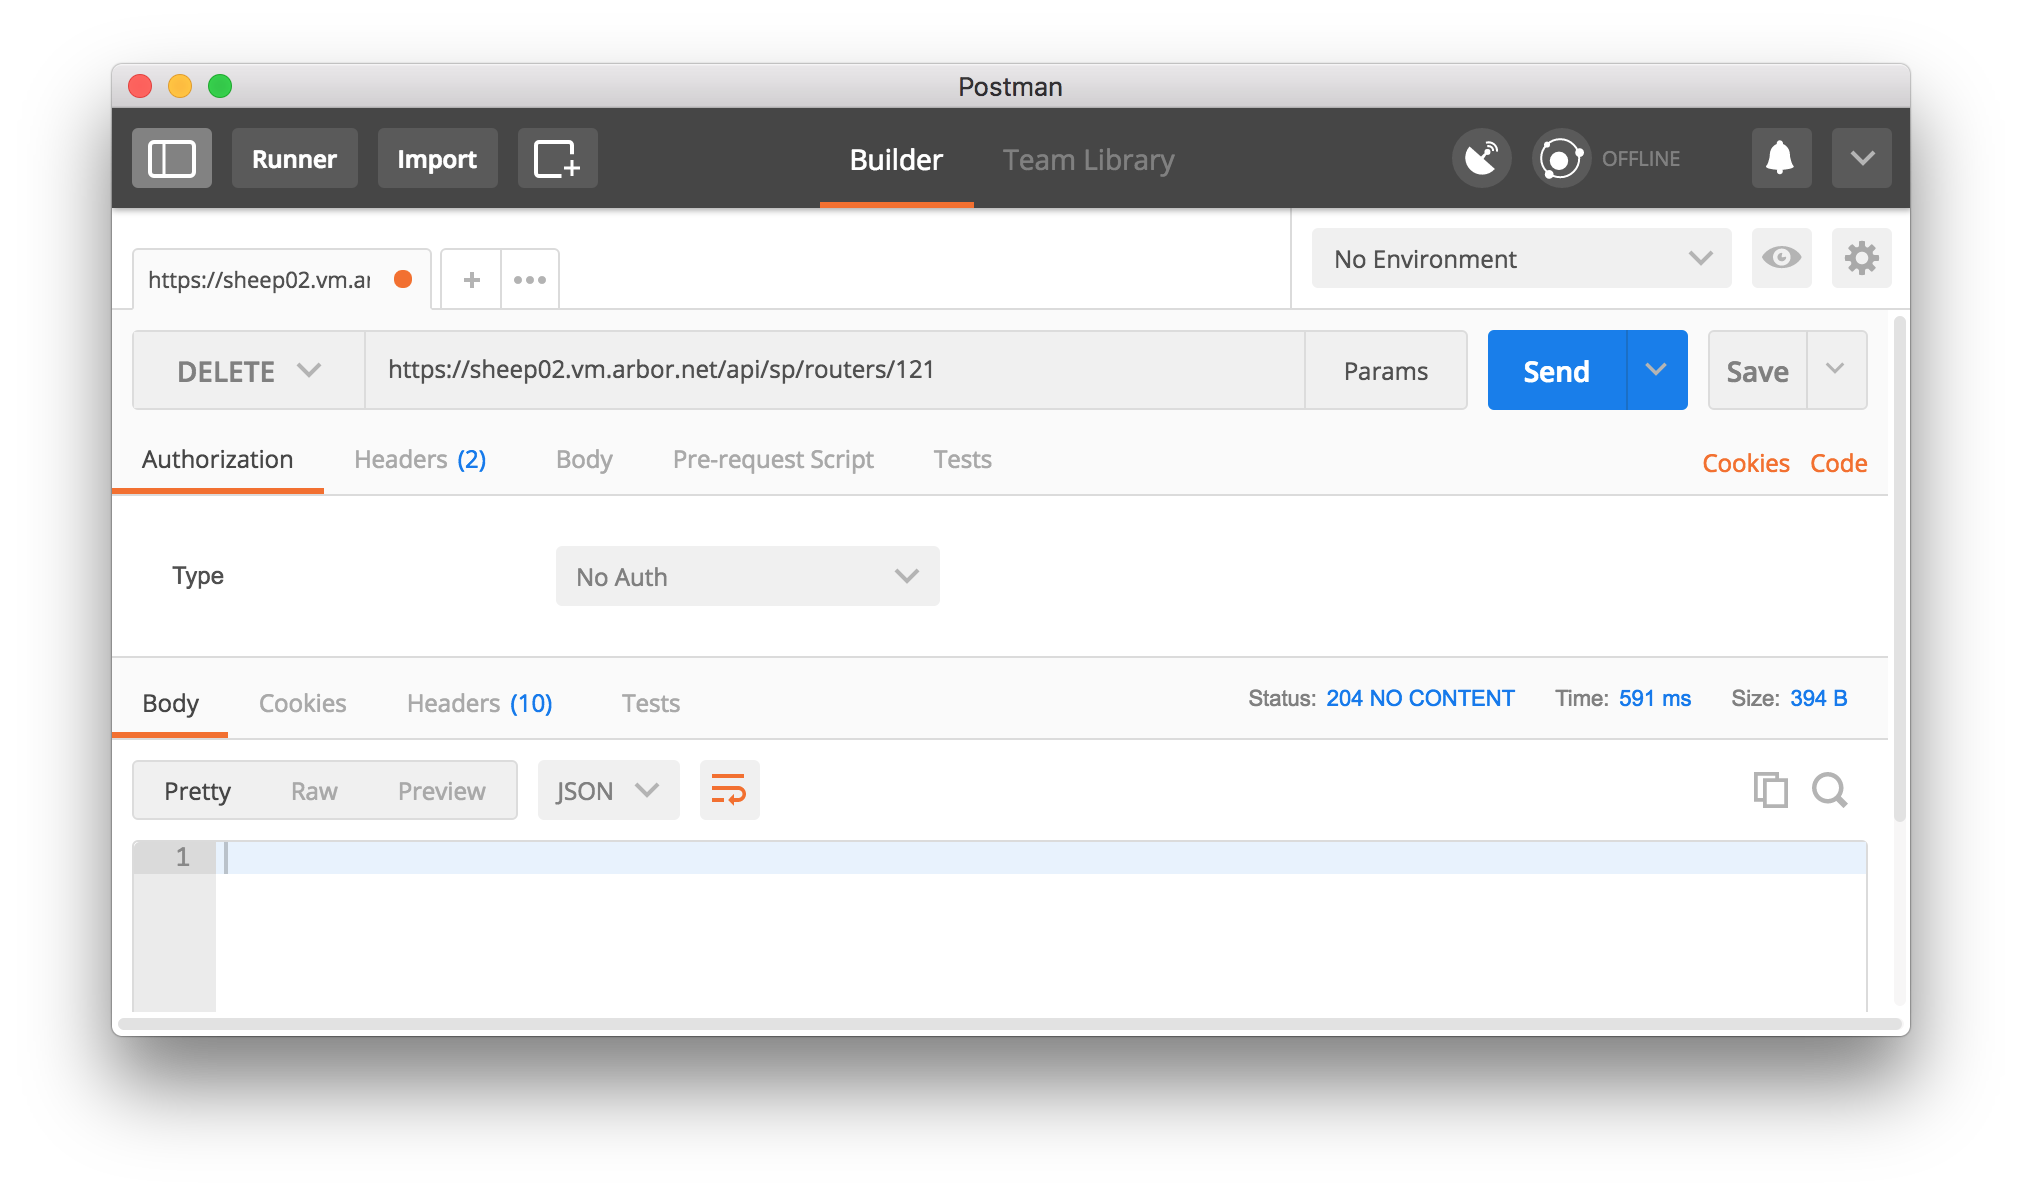 Postman
Runner Import Builder Team Library OFFLINE
https://sheep02.vm.ar + ••• No Environment
DELETE https://sheep02.vm.arbor.net/api/sp/routers/121 Params Send Save
Authorization Headers (2) Body Pre-request Script Tests Cookies Code
Type No Auth
Body Cookies Headers (10) Tests Status: 204 NO CONTENT Time: 591 ms Size: 394 B
Pretty Raw Preview JSON
1